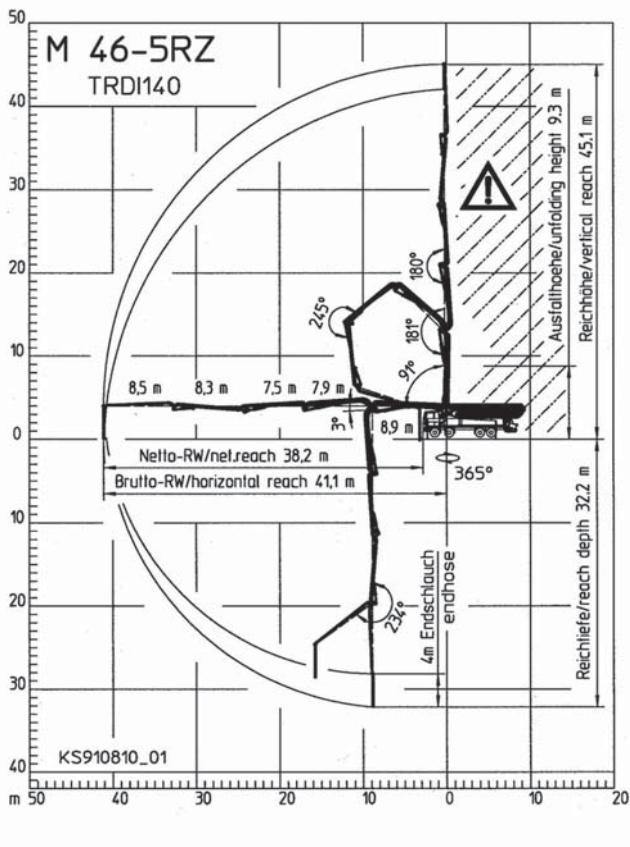 50
M 46-5RZ
TRDI140
40
30
20
10
0
10
20
30
40
m 50 40 30 20 10 0 10 20
Ausfalthoehe/unfolding height 9.3 m
Reichhöhe/vertical reach 45.1 m
180°
245°
181°
91°
8,5 m 8,3 m 7,5 m 7,9 m
3°
8,9 m
Netto-RW/net.reach 38,2 m
365°
Brutto-RW/horizontal reach 41,1 m
234°
4m Endschlauch
endhose
Reichtiefe/reach depth 32.2 m
KS910810_01